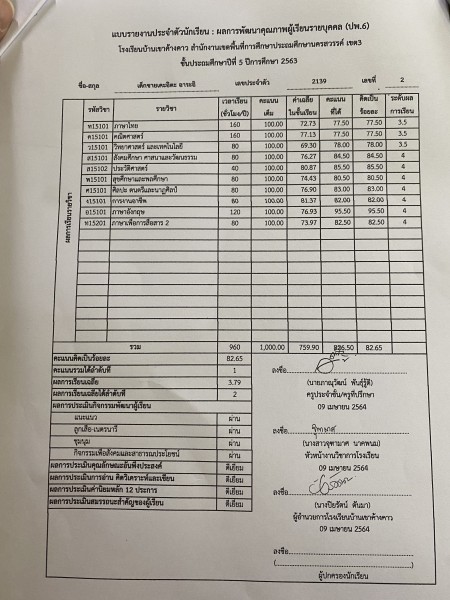 แบบรายงานประจำตัวนักเรียน : ผลการพัฒนาคุณภาพผู้เรียนรายบุคคล (ปพ.6)
โรงเรียนบ้านเขาค้างคาว สำนักงานเขตพื้นที่การศึกษาประถมศึกษานครสวรรค์ เขต3
ชั้นประถมศึกษาปีที่ 5 ปีการศึกษา 2563
ชื่อ-สกุล เด็กชาย เลขประจำตัว 2139 เลขที่ 2
ผลการเรียนรายวิชา
รหัสวิชา รายวิชา เวลาเรียน (ชั่วโมง/ปี) คะแนนเต็ม ค่าเฉลี่ยในชั้นเรียน คะแนนที่ได้ คิดเป็นร้อยละ ระดับผลการเรียน
ท15101 ภาษาไทย 160 100.00 72.73 77.50 77.50 3.5
ค15101 คณิตศาสตร์ 160 100.00 77.13 77.50 77.50 3.5
ว15101 วิทยาศาสตร์ และเทคโนโลยี 80 100.00 69.30 78.00 78.00 3.5
ส15101 สังคมศึกษา ศาสนาและวัฒนธรรม 80 100.00 76.27 84.50 84.50 4
ส15102 ประวัติศาสตร์ 40 100.00 80.87 85.50 85.50 4
พ15101 สุขศึกษาและพลศึกษา 80 100.00 74.43 80.50 80.50 4
ศ15101 ศิลปะ ดนตรีและนาฏศิลป์ 80 100.00 76.90 83.00 83.00 4
ง15101 การงานอาชีพ 80 100.00 81.37 82.00 82.00 4
อ15101 ภาษาอังกฤษ 120 100.00 76.93 95.50 95.50 4
ท15201 ภาษาเพื่อการสื่อสาร 2 80 100.00 73.97 82.50 82.50 4
รวม 960 1,000.00 759.90 826.50 82.65
คะแนนคิดเป็นร้อยละ 82.65
คะแนนรวมได้ลำดับที่ 1
ผลการเรียนเฉลี่ย 3.79
ผลการเรียนเฉลี่ยได้ลำดับที่ 2
ผลการประเมินกิจกรรมพัฒนาผู้เรียน
แนะแนว ผ่าน
ลูกเสือ-เนตรนารี ผ่าน
ชุมนุม ผ่าน
กิจกรรมเพื่อสังคมและสาธารณประโยชน์ ผ่าน
ผลการประเมินคุณลักษณะอันพึงประสงค์ ดีเยี่ยม
ผลการประเมินการอ่าน คิดวิเคราะห์และเขียน ดีเยี่ยม
ผลการประเมินค่านิยมหลัก 12 ประการ ดีเยี่ยม
ผลการประเมินสมรรถนะสำคัญของผู้เรียน ดีเยี่ยม
ลงชื่อ
(นายภาณุวัฒน์ พันธุ์รู้ดี)
ครูประจำชั้น/ครูที่ปรึกษา
09 เมษายน 2564
ลงชื่อ จุฑามาศ
(นางสาวจุฑามาศ นาคพนม)
หัวหน้างานวิชาการโรงเรียน
09 เมษายน 2564
ลงชื่อ
(นางปิยรัตน์ ตันมา)
ผู้อำนวยการโรงเรียนบ้านเขาค้างคาว
09 เมษายน 2564
ลงชื่อ
( )
ผู้ปกครองนักเรียน